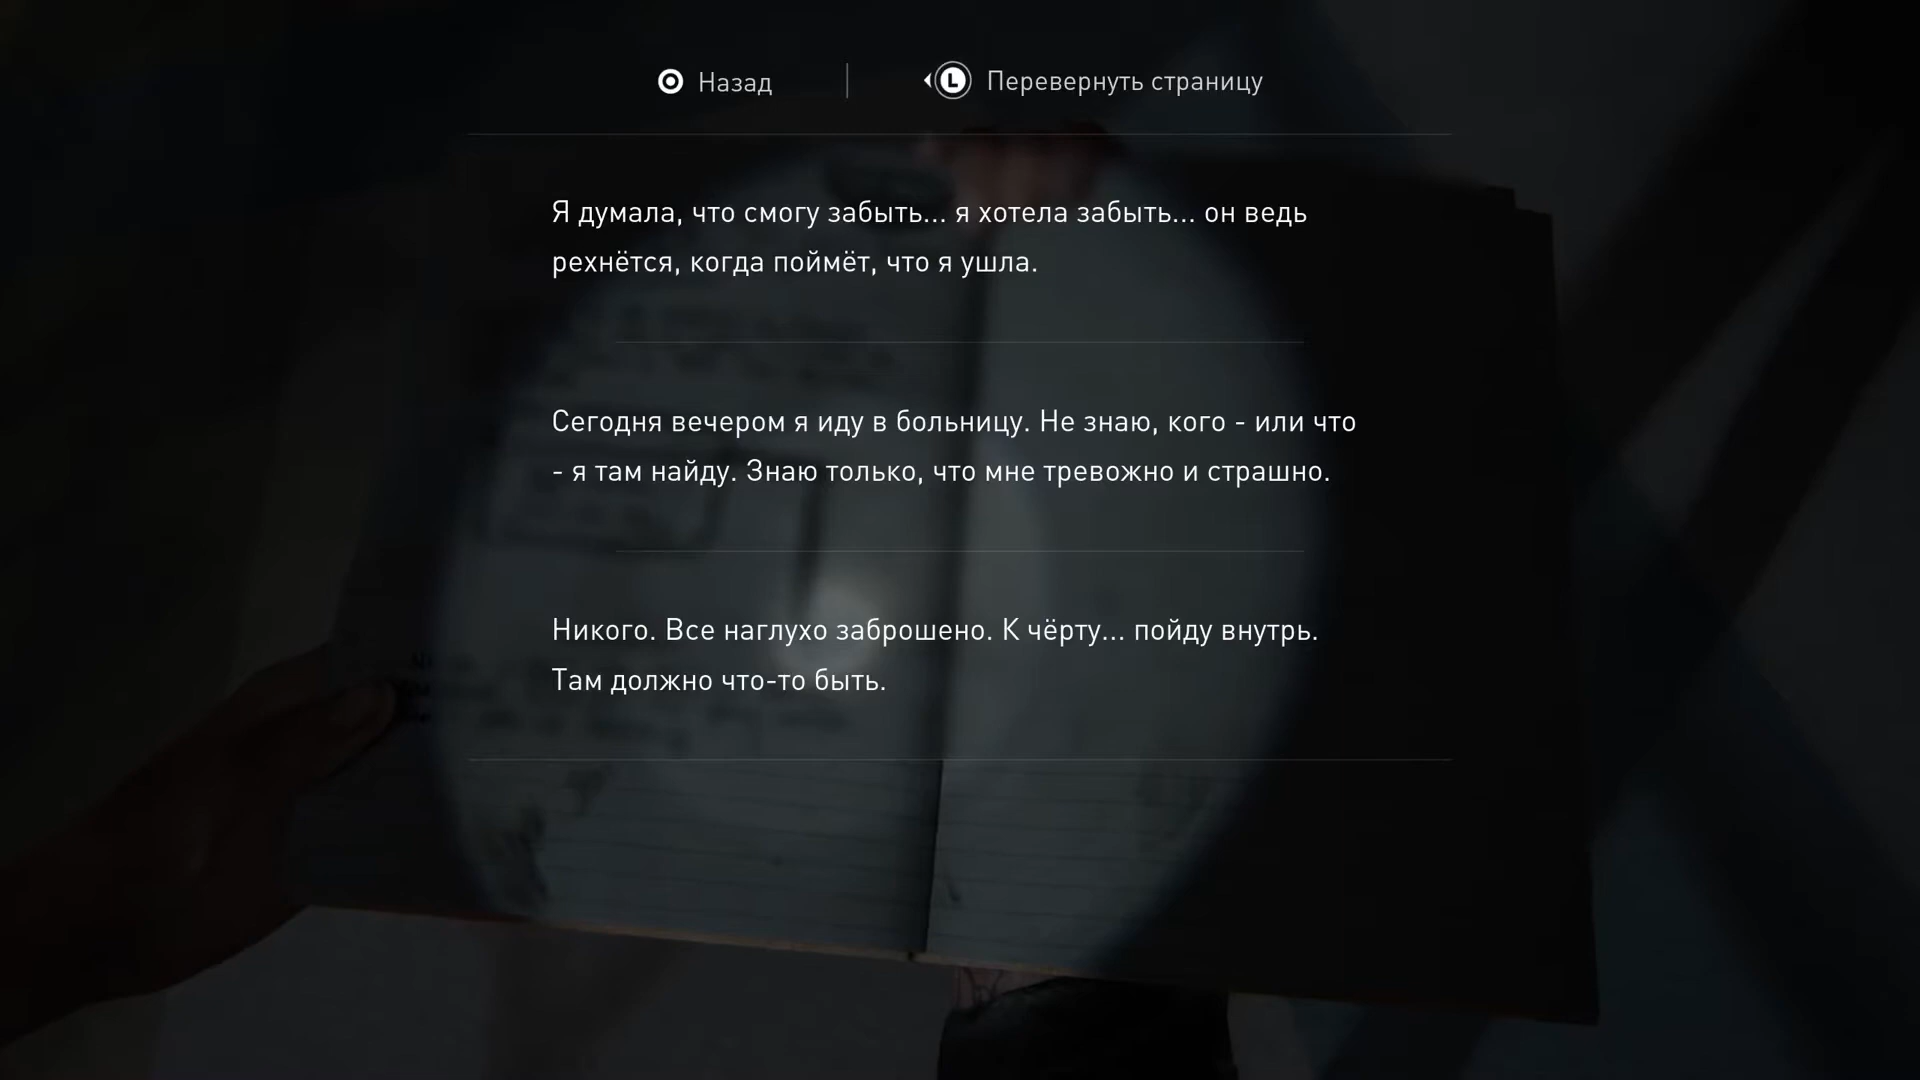 Назад
L Перевернуть страницу
Я думала, что смогу забыть... я хотела забыть... он ведь
рехнётся, когда поймёт, что я ушла.
Сегодня вечером я иду в больницу. Не знаю, кого - или что
- я там найду. Знаю только, что мне тревожно и страшно.
Никого. Все наглухо заброшено. К чёрту... пойду внутрь.
Там должно что-то быть.